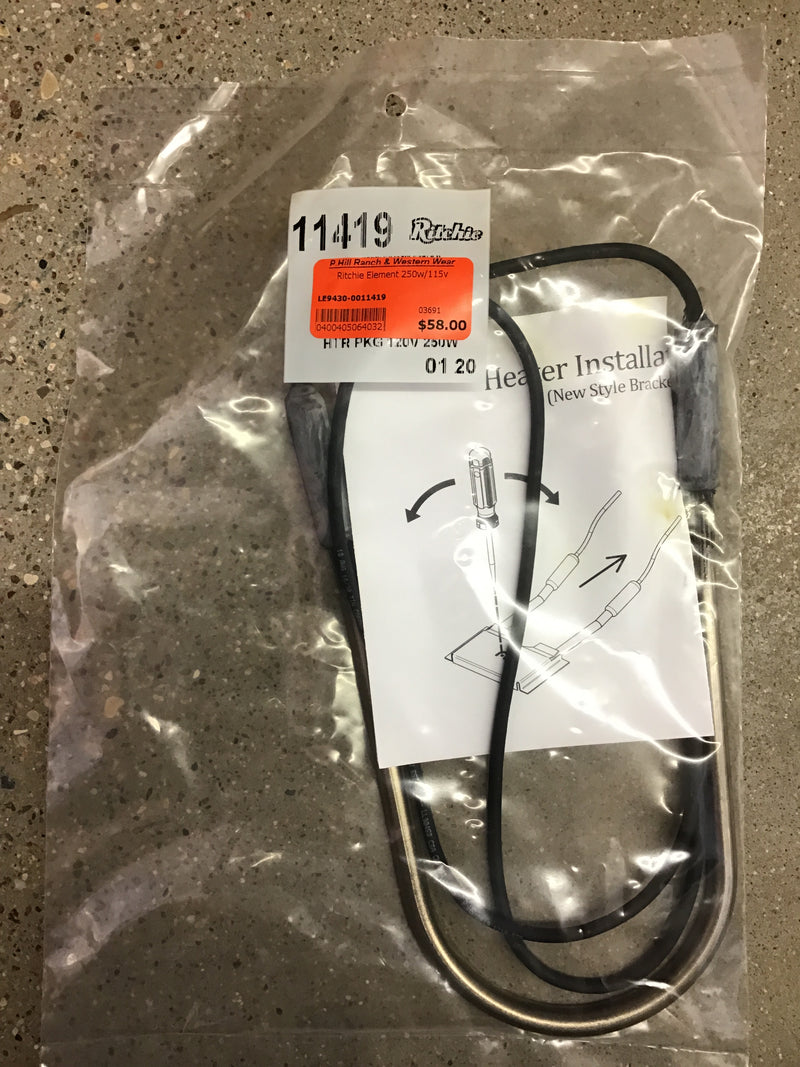 11419 Ritchie
P Hill Ranch & Western Wear
Ritchie Element 250w/115v
LE9430-0011419
03691
0400405064032
$58.00
HTR PKG 120V 250W
01 20
Heater Installa
(New Style Bracke